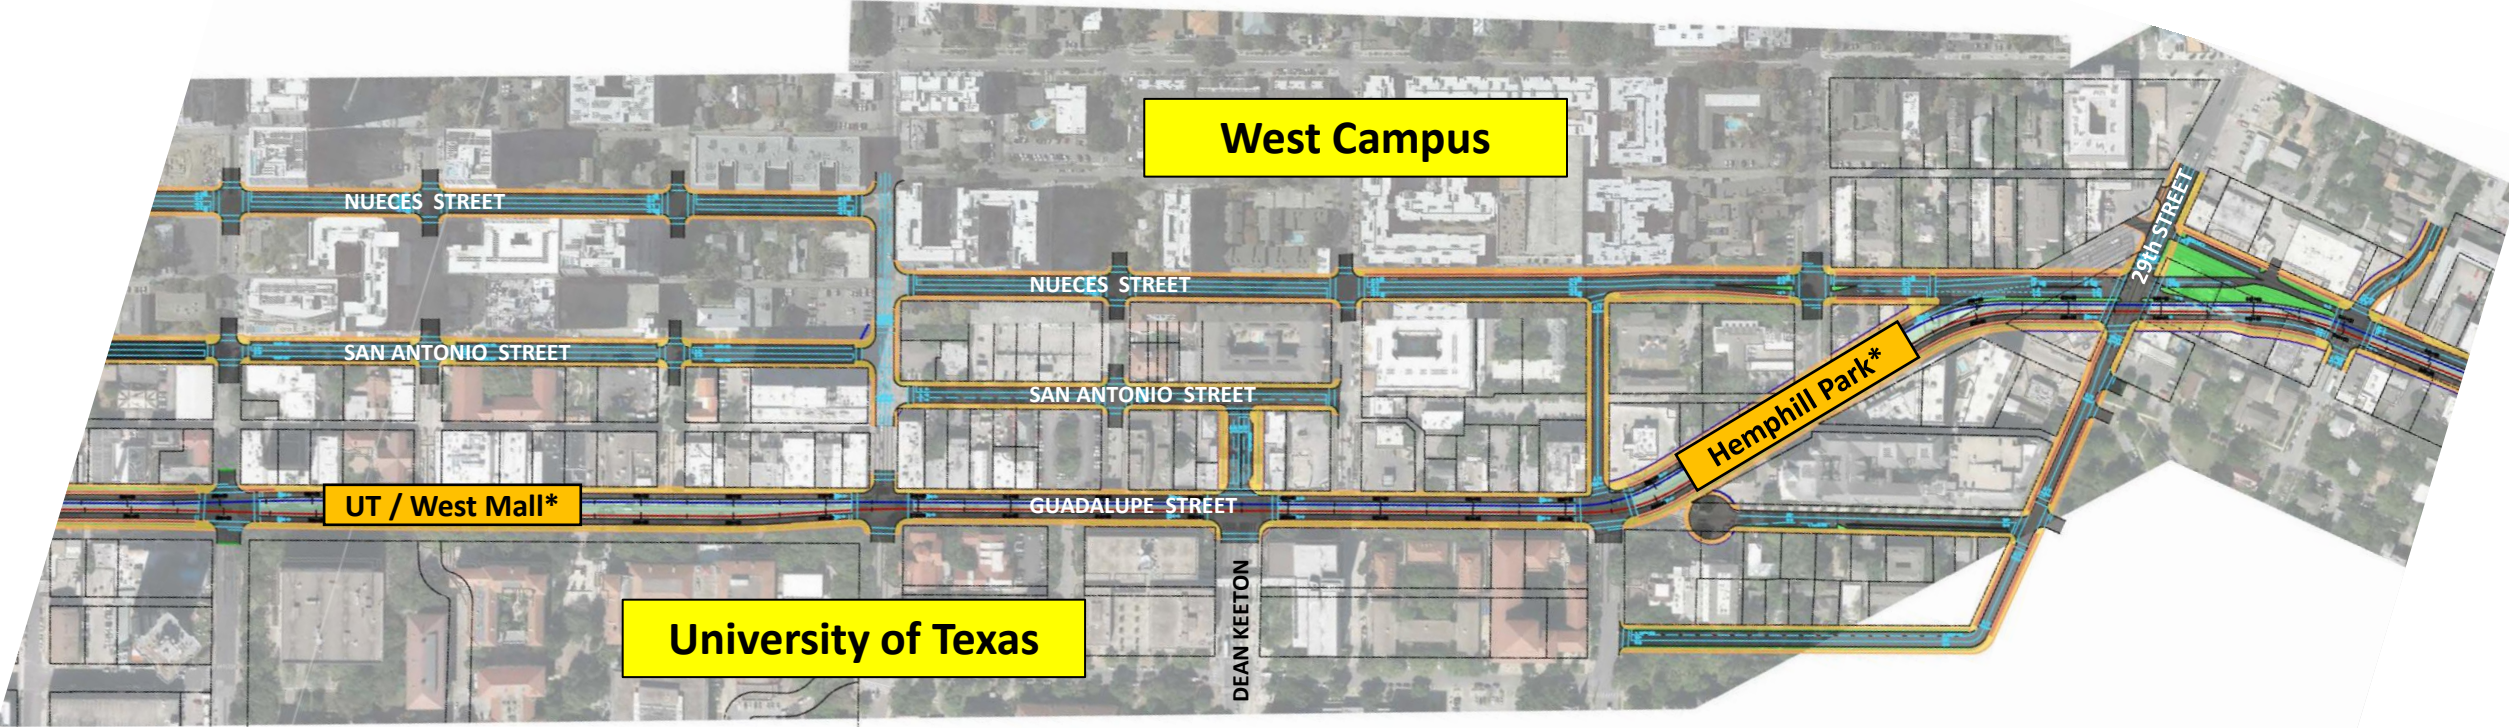 West Campus
NUECES  STREET
29th STREET
NUECES  STREET
SAN ANTONIO  STREET
Hemphill Park*
SAN ANTONIO  STREET
UT / West Mall*
GUADALUPE  STREET
DEAN KEETON
University of Texas